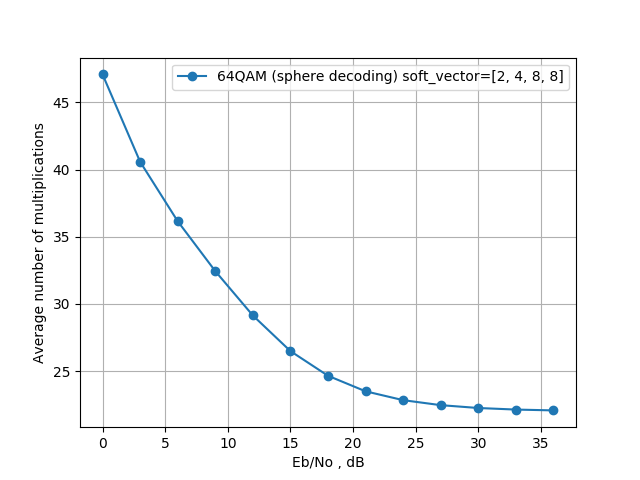 64QAM (sphere decoding) soft_vector=[2, 4, 8, 8]
Average number of multiplications
45
40
35
30
25
0 5 10 15 20 25 30 35
Eb/No , dB